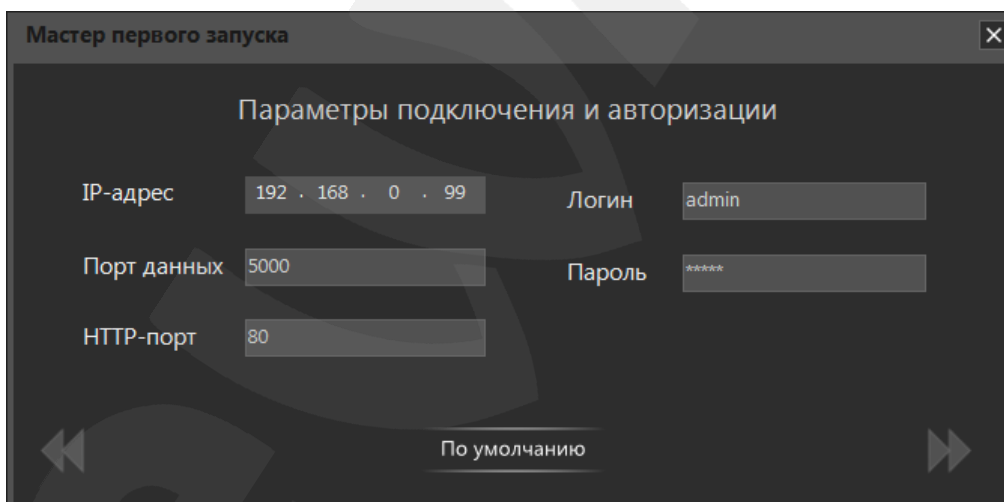 Мастер первого запуска
Параметры подключения и авторизации
IP-адрес 192 . 168 . 0 . 99
Логин admin
Порт данных 5000
Пароль *****
HTTP-порт 80
По умолчанию